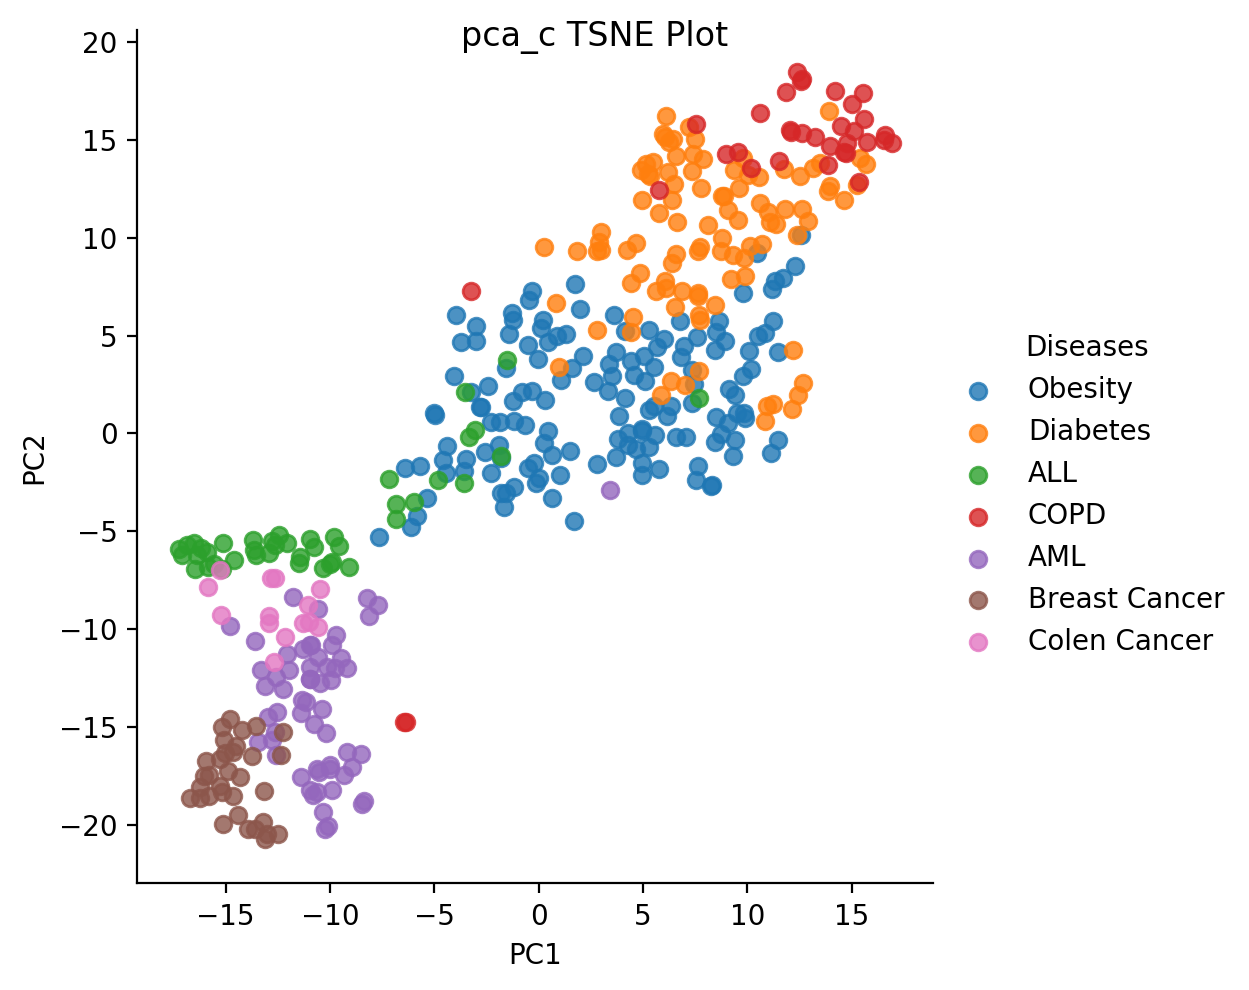 pca_c TSNE Plot
20
15
10
5
0
−5
−10
−15
−20
PC2
−15 −10 −5 0 5 10 15
PC1
Diseases
Obesity
Diabetes
ALL
COPD
AML
Breast Cancer
Colen Cancer